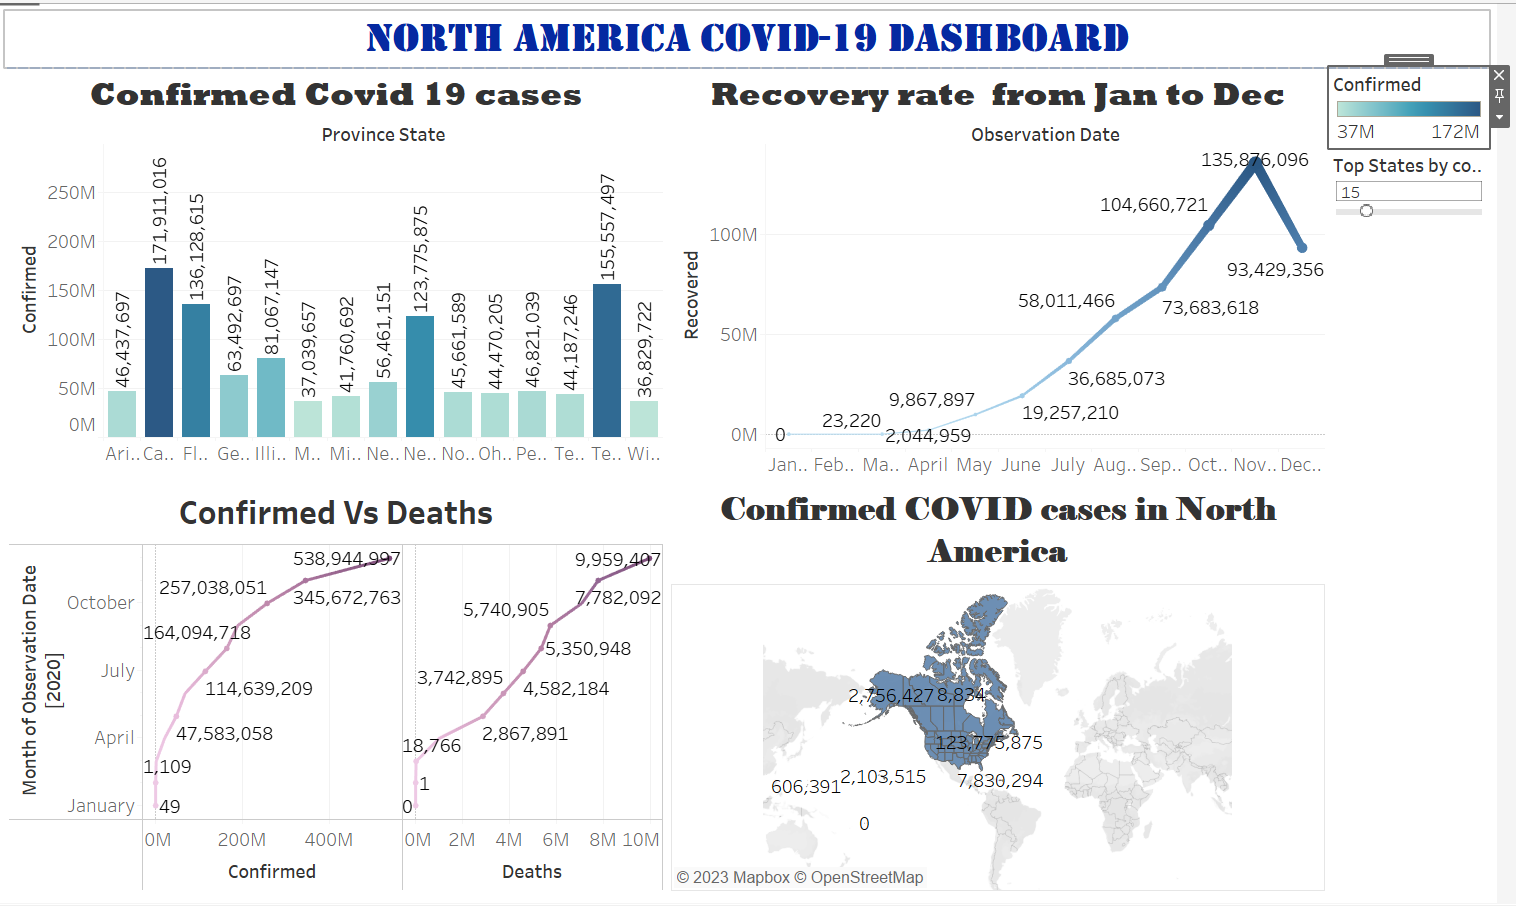 NORTH AMERICA COVID-19 DASHBOARD
Confirmed Covid 19 cases
Province State
Confirmed
250M
200M
150M
100M
50M
0M
46,437,697
171,911,016
136,128,615
63,492,697
81,067,147
37,039,657
41,760,692
56,461,151
123,775,875
45,661,589
44,470,205
46,821,039
44,187,246
155,557,497
36,829,722
Ari.. Ca.. Fl.. Ge.. Illi.. M.. Mi.. Ne.. Ne.. No.. Oh.. Pe.. Te.. Te.. Wi..
Recovery rate from Jan to Dec
Observation Date
Recovered
100M
50M
0M
0
23,220
2,044,959
9,867,897
19,257,210
36,685,073
58,011,466
73,683,618
104,660,721
135,876,096
93,429,356
Jan.. Feb.. Ma.. April May June July Aug.. Sep.. Oct.. Nov.. Dec..
Confirmed
37M 172M
Top States by co..
15
Confirmed Vs Deaths
Month of Observation Date
[2020]
October
July
April
January
538,944,997
257,038,051
345,672,763
164,094,718
114,639,209
47,583,058
1,109
49
0M 200M 400M
Confirmed
9,959,407
7,782,092
5,740,905
5,350,948
3,742,895
4,582,184
2,867,891
18,766
1
0
0M 2M 4M 6M 8M 10M
Deaths
Confirmed COVID cases in North
America
2,756,427 8,834
123,775,875
606,391 2,103,515 7,830,294
0
© 2023 Mapbox © OpenStreetMap